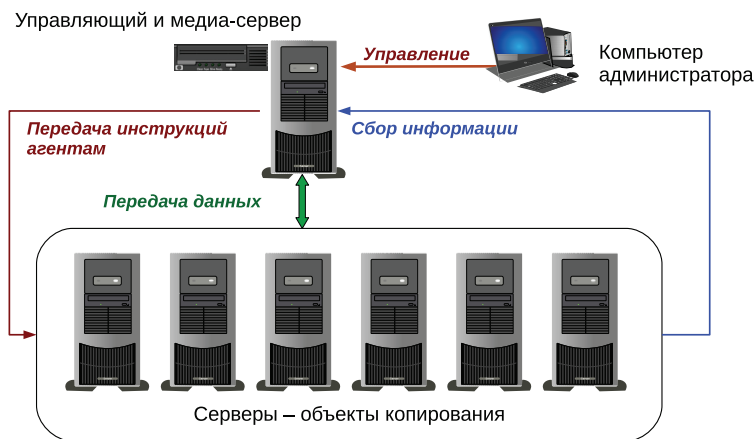 Управляющий и медиа-сервер
Управление
Компьютер
администратора
Передача инструкций
агентам
Сбор информации
Передача данных
Серверы – объекты копирования